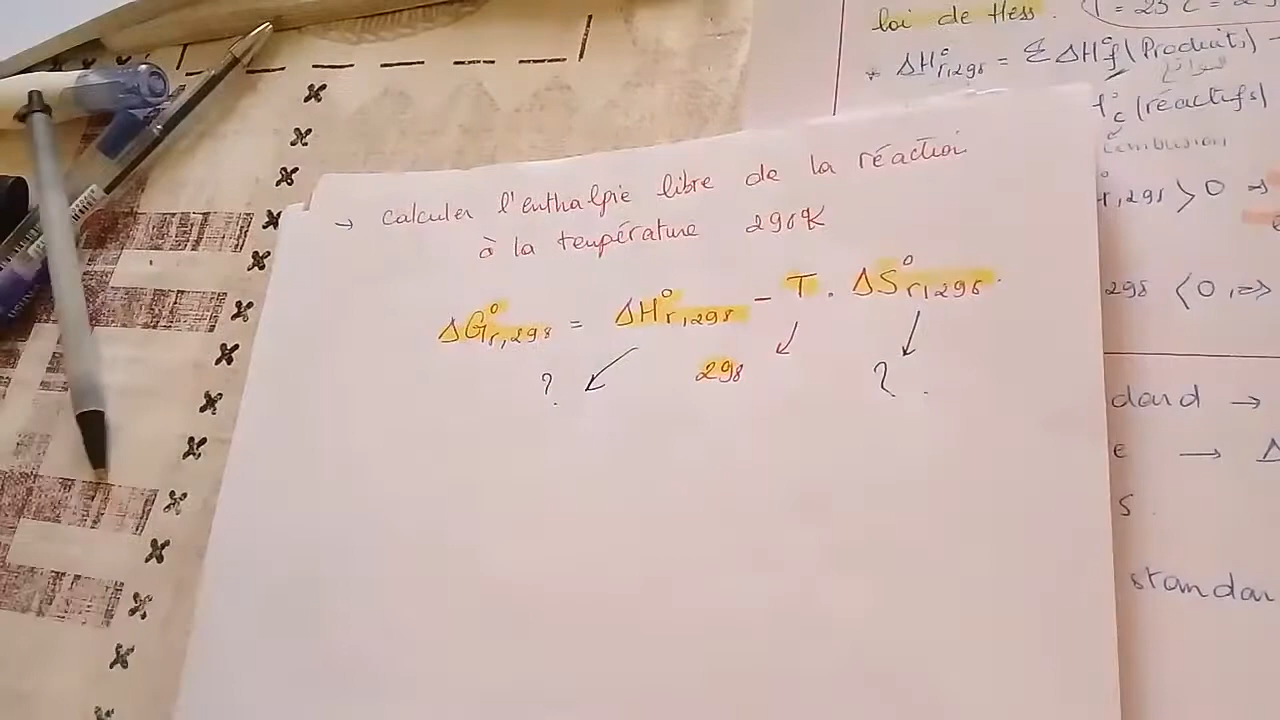 loi de Hess.
* ΔH°r,298 = Σ ΔH°f (Produits) -
(réactifs)
Combustion
r,298 > 0 ⇒
298 < 0, ⇒
dard →
e → Δ
s.
standar
→ Calculer l'enthalpie libre de la réaction
à la température 298K
ΔG°r,298 = ΔH°r,298 - T. ΔS°r,298.
? 298 ? .